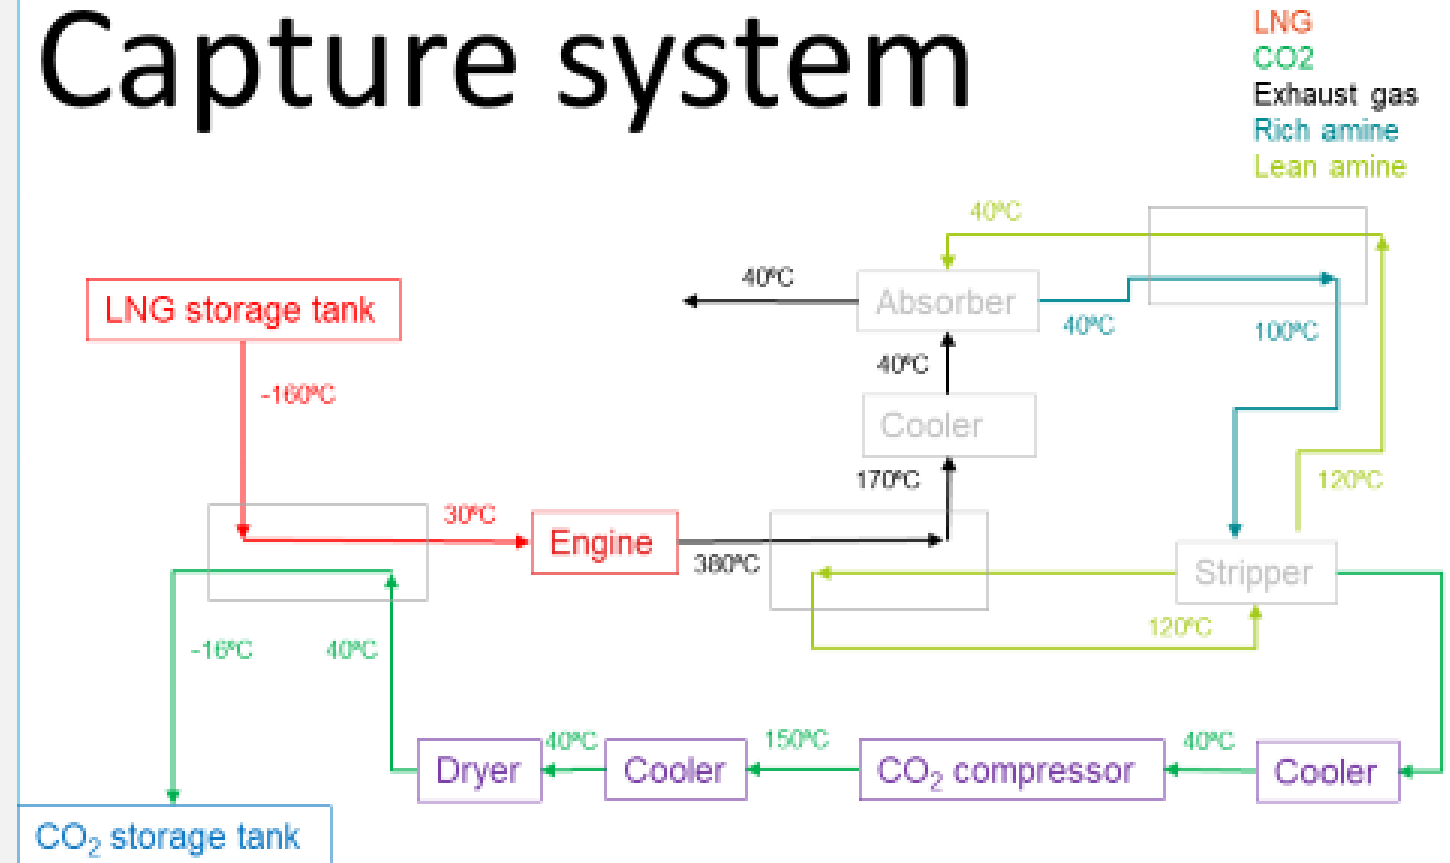 Capture system
LNG
CO2
Exhaust gas
Rich amine
Lean amine
40ºC
40ºC
LNG storage tank
Absorber
40ºC
100ºC
40ºC
-160ºC
Cooler
170ºC
120ºC
30ºC
Engine
380ºC
Stripper
120ºC
-16ºC
40ºC
40ºC
150ºC
40ºC
Dryer
Cooler
CO₂ compressor
Cooler
CO₂ storage tank